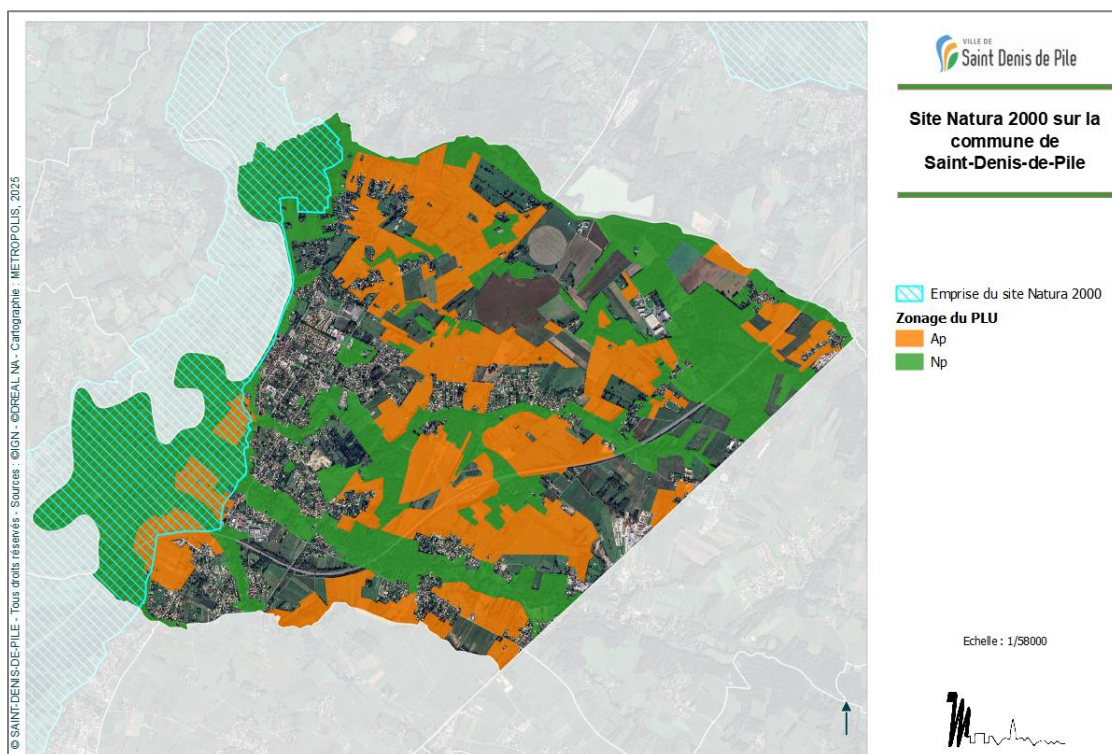 VILLE DE
Saint Denis de Pile
Site Natura 2000 sur la
commune de
Saint-Denis-de-Pile
Emprise du site Natura 2000
Zonage du PLU
Ap
Np
Echelle : 1/58000
© SAINT-DENIS-DE-PILE - Tous droits réservés - Sources : ©IGN - ©DREAL NA - Cartographie : METROPOLIS, 2025